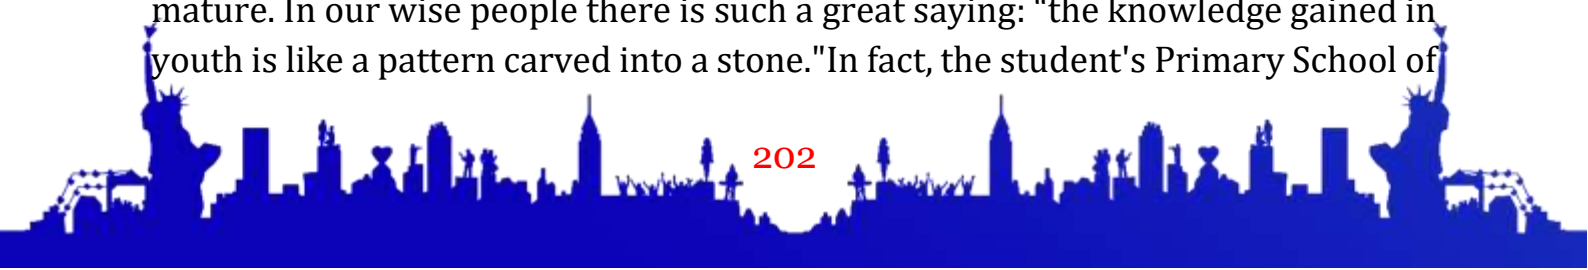 mature. In our wise people there is such a great saying: "the knowledge gained in
youth is like a pattern carved into a stone."In fact, the student's Primary School of
202